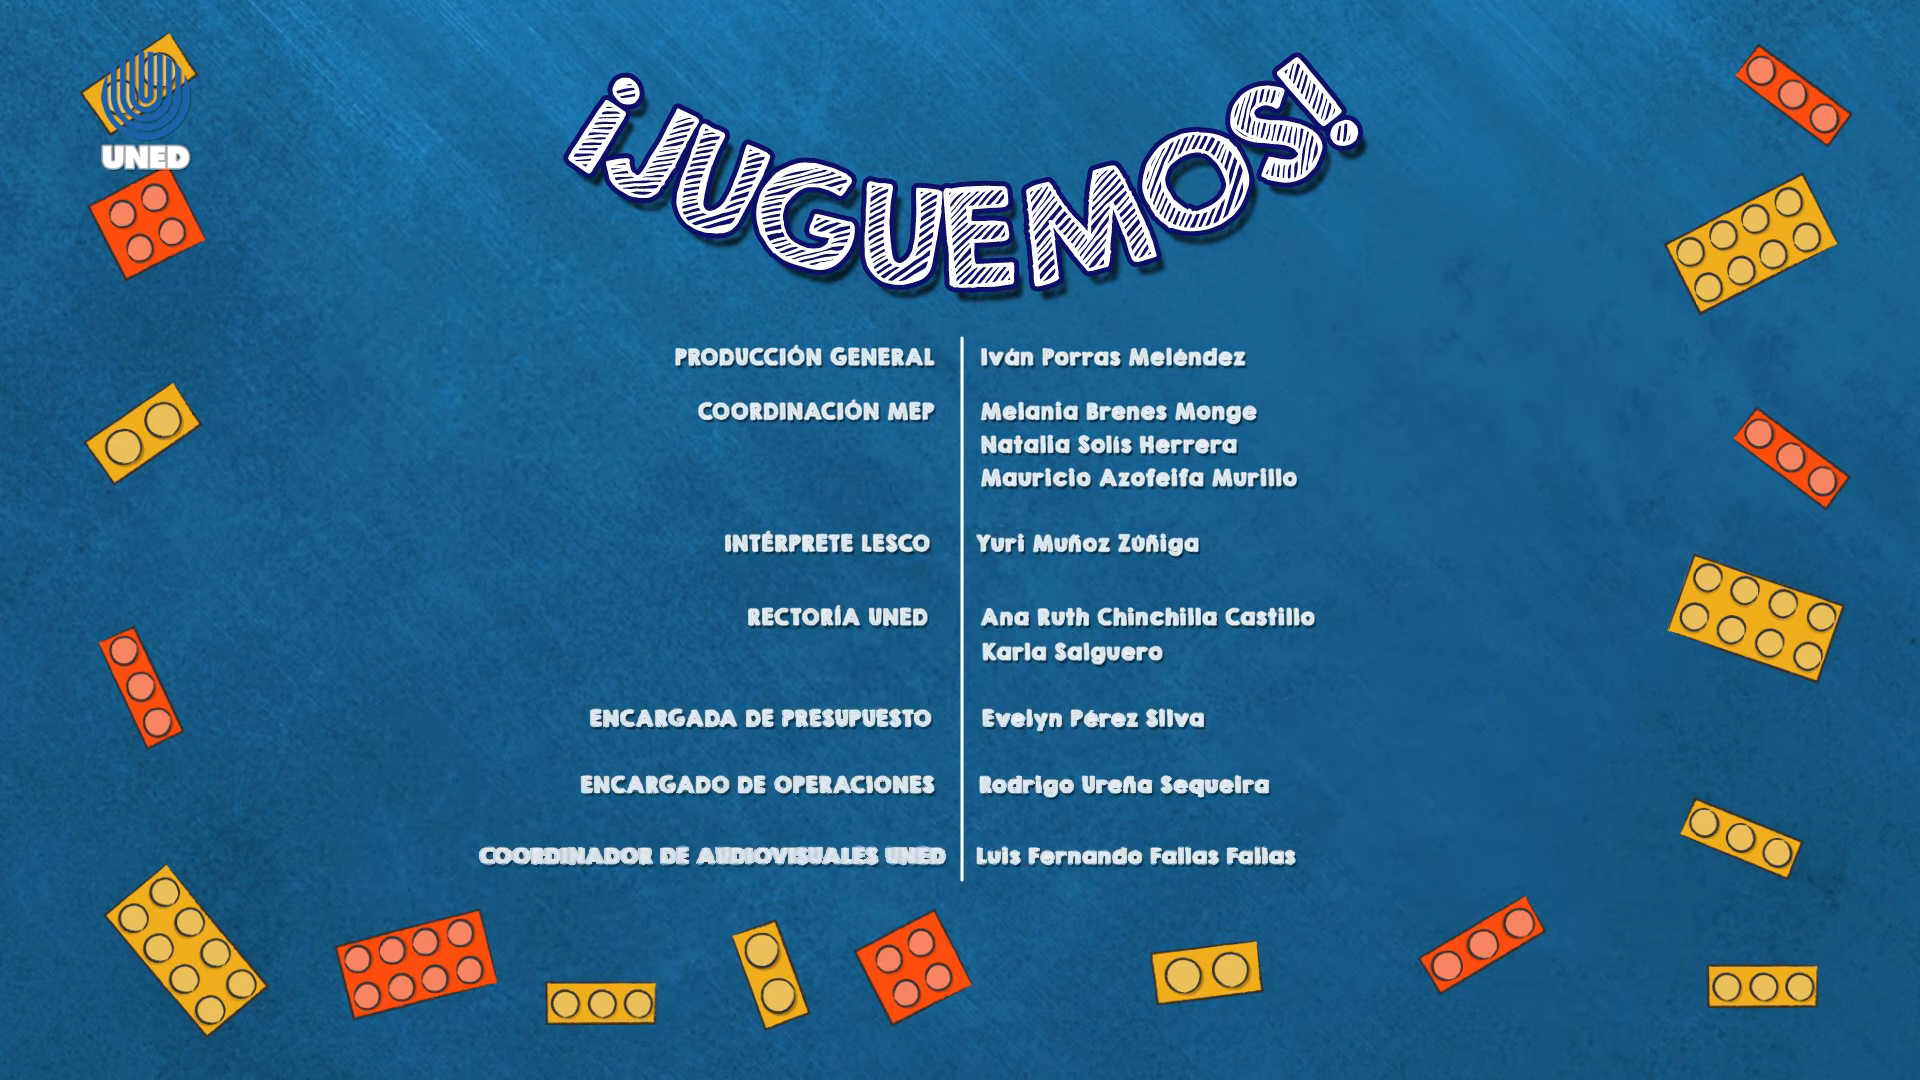 UNED
¡JUGUEMOS!
PRODUCCIÓN GENERAL Iván Porras Meléndez
COORDINACIÓN MEP Melania Brenes Monge
Natalia Solís Herrera
Mauricio Azofeifa Murillo
INTÉRPRETE LESCO Yuri Muñoz Zúñiga
RECTORÍA UNED Ana Ruth Chinchilla Castillo
Karla Salguero
ENCARGADA DE PRESUPUESTO Evelyn Pérez Silva
ENCARGADO DE OPERACIONES Rodrigo Ureña Sequeira
COORDINADOR DE AUDIOVISUALES UNED Luis Fernando Fallas Fallas